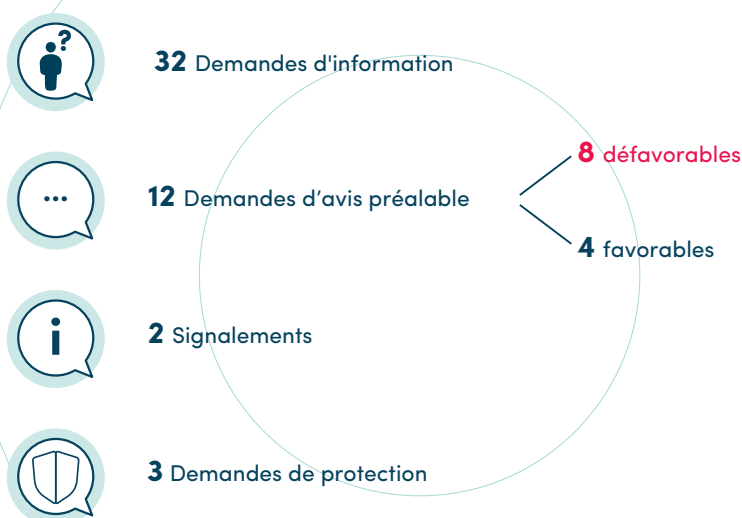 ?
32 Demandes d'information
8 défavorables
... 
12 Demandes d’avis préalable
4 favorables
i
2 Signalements
3 Demandes de protection